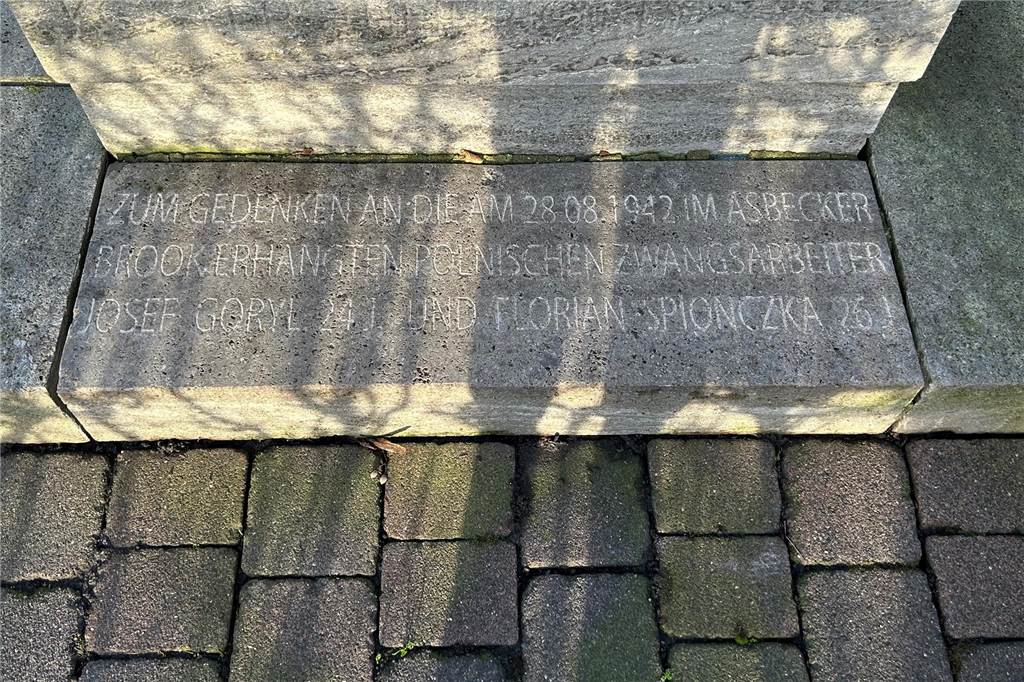 ZUM GEDENKEN AN DIE AM 28.08.1942 IM ASBECKER
BROOK ERHÄNGTEN POLNISCHEN ZWANGSARBEITER
JOSEF GORYL 24 J. UND FLORIAN SPIONCZKA 26 J.